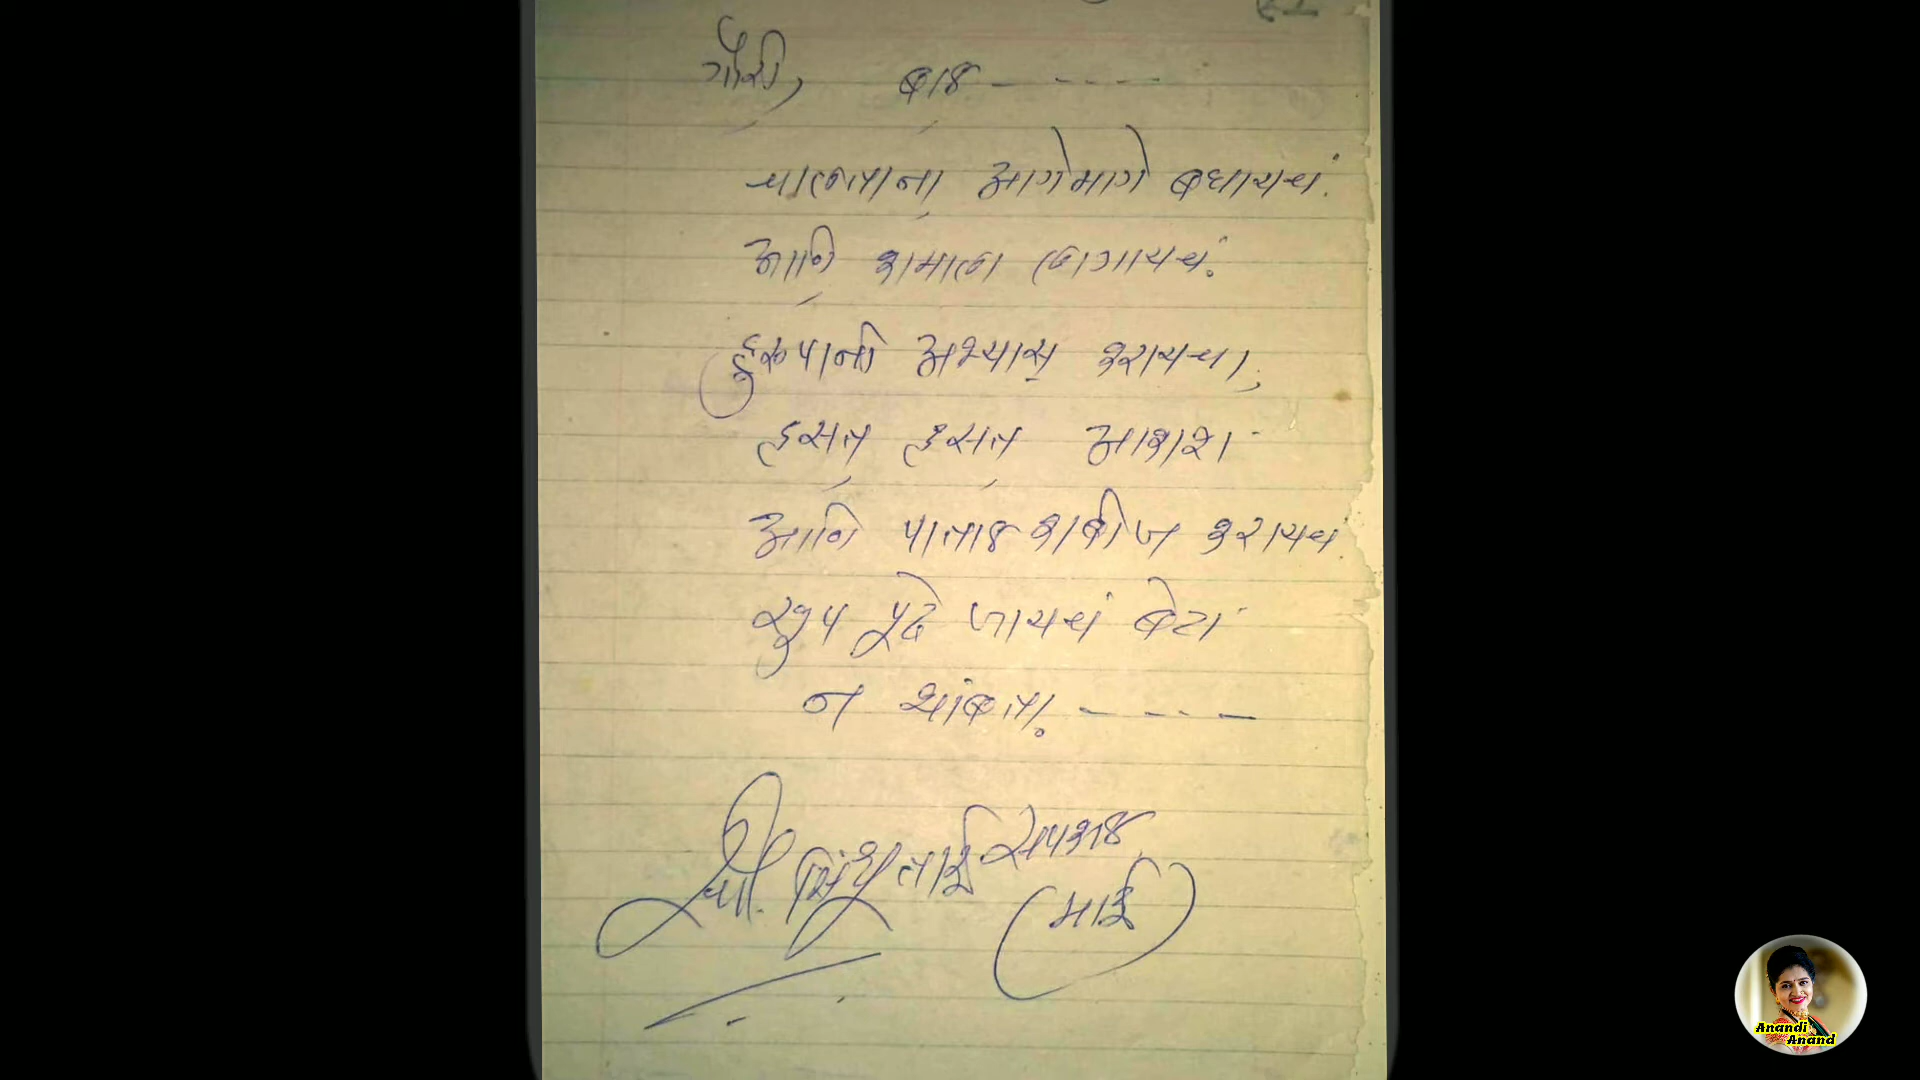 गौरी, बाळ - - - - -
चालताना मागेमागे बघायचं.
आणि कामाला लागायचं.
हुरूपानी अभ्यास करायचा,
हसत हसत आकाश
आणि पाताळ काबीज करायचं
खुप पुढे जायचं बेटा
न थांबता. - - - -
सौ. सिंधुताई सपकाळ
(माई)
Anandi
Anand